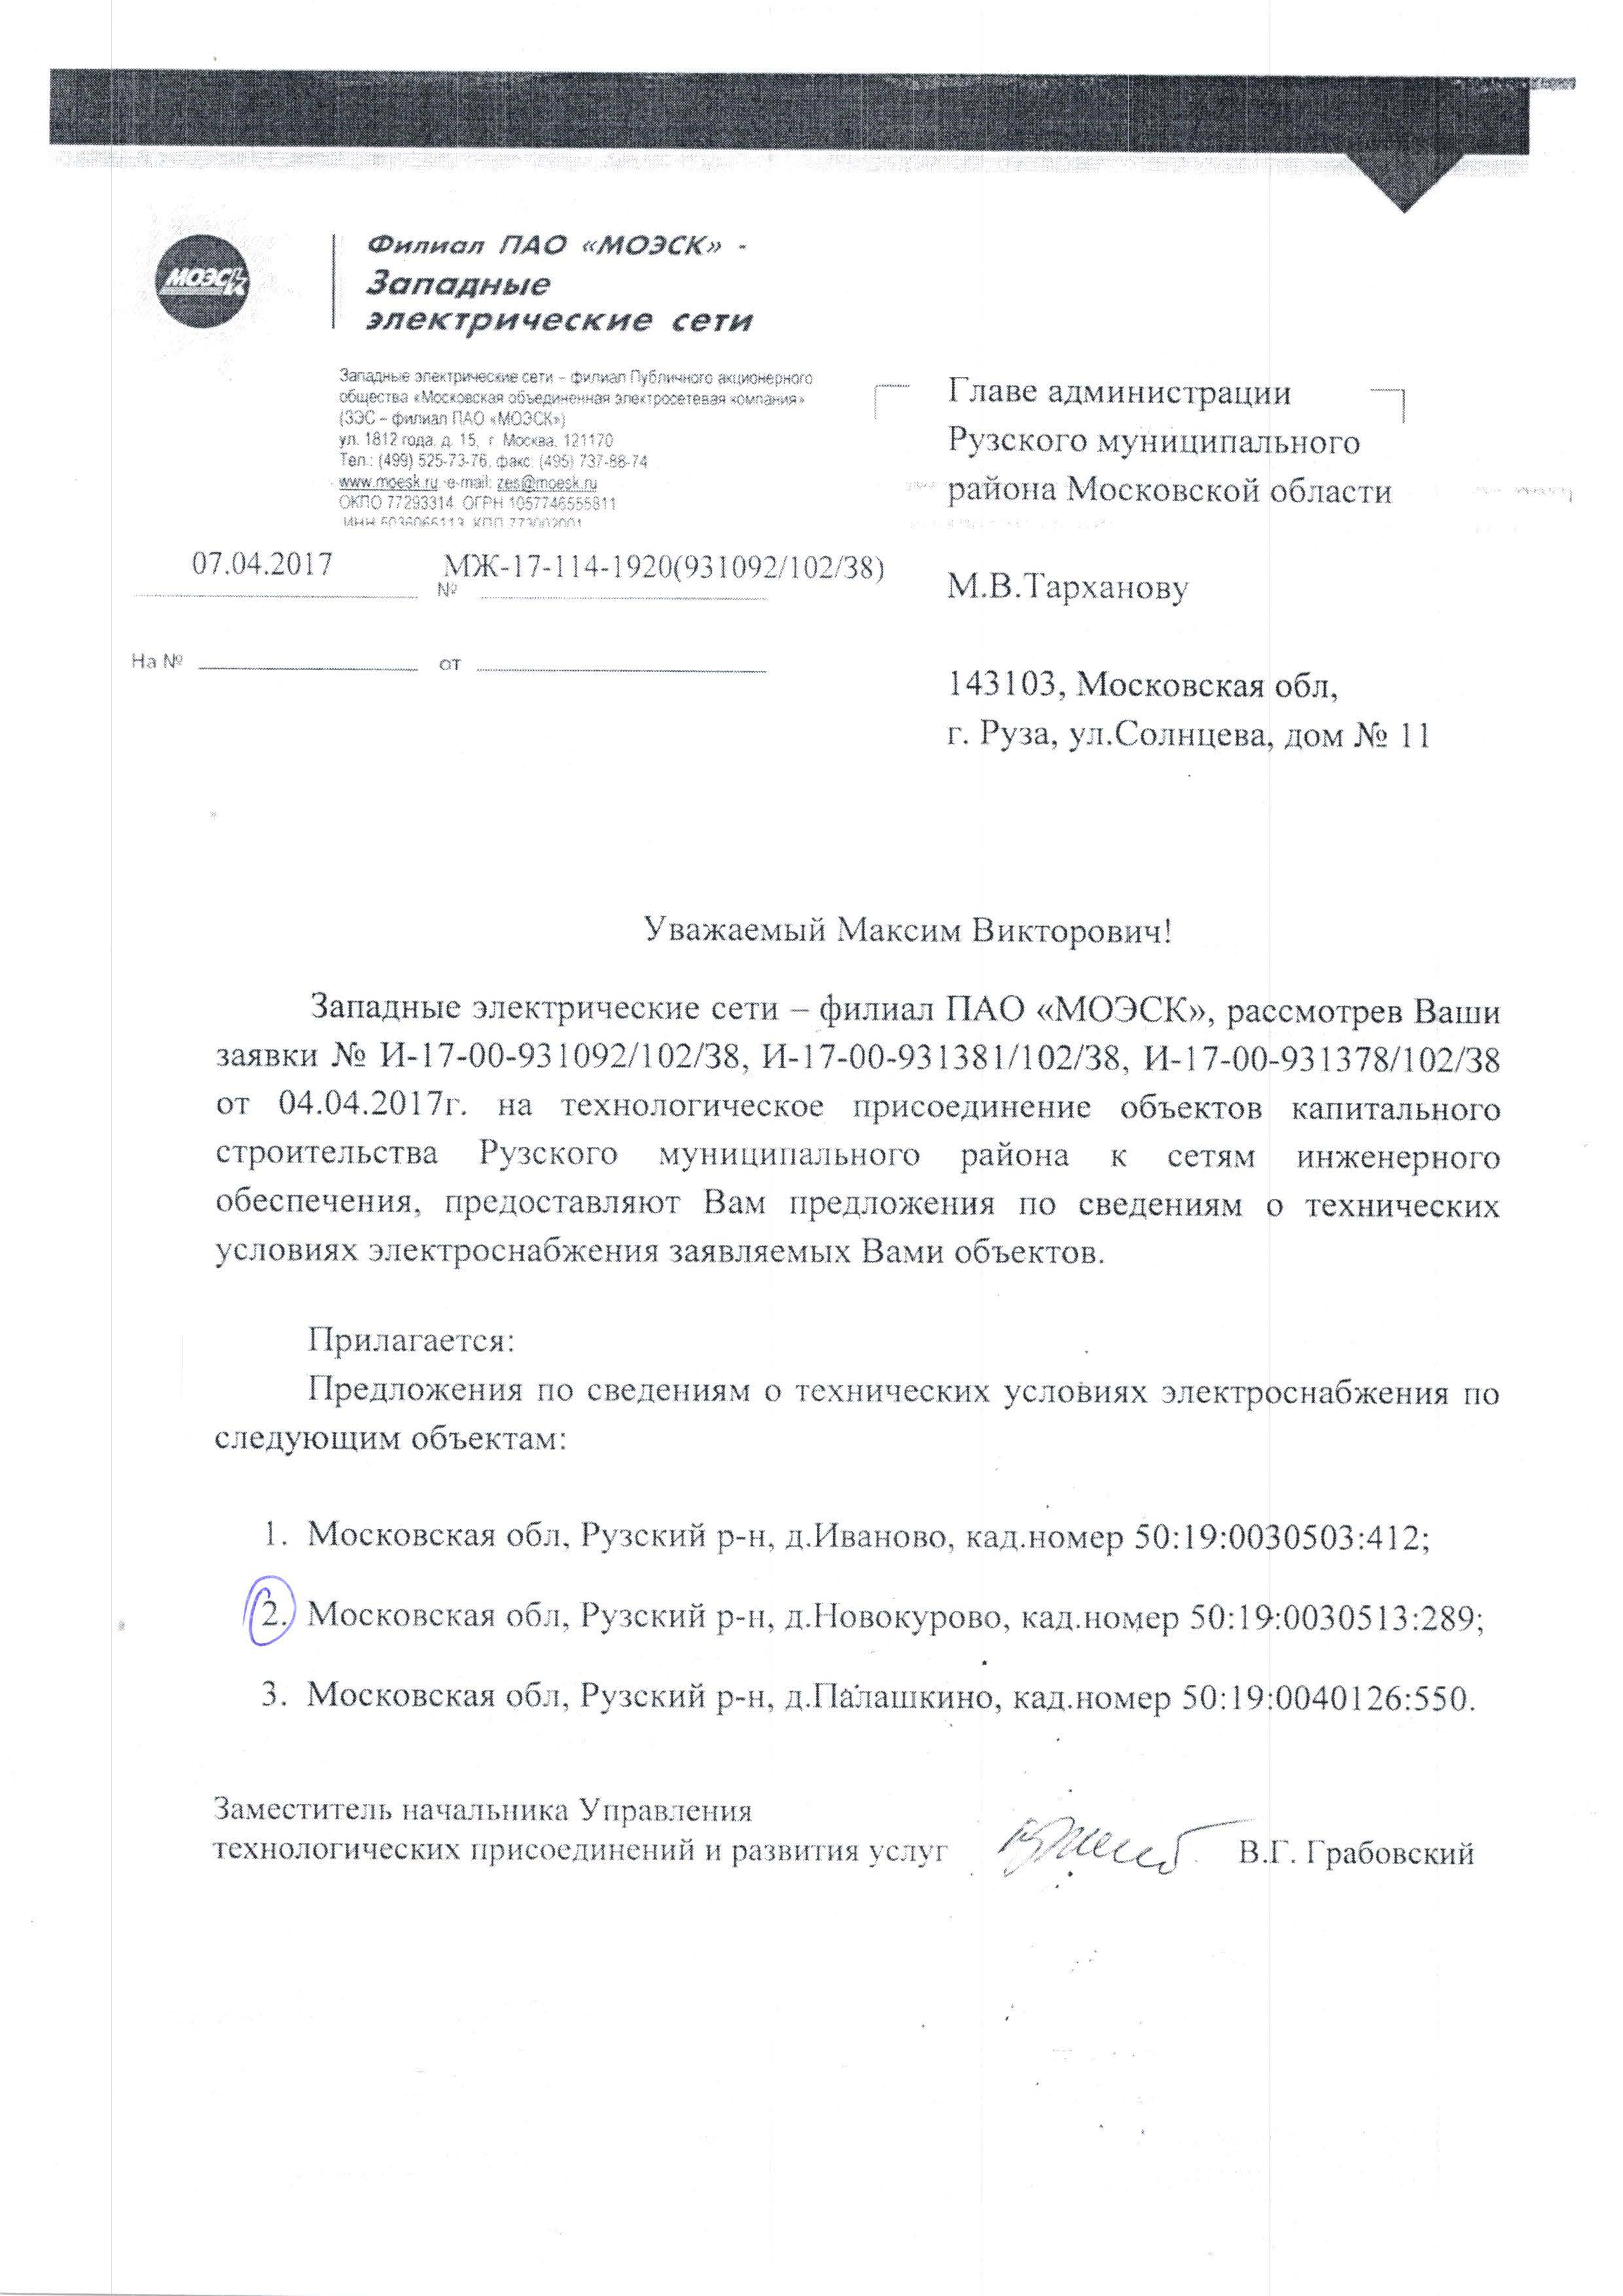 МОЭСК
Филиал ПАО «МОЭСК» -
Западные
электрические сети
Западные электрические сети – филиал Публичного акционерного
общества «Московская объединенная электросетевая компания»
(ЗЭС – филиал ПАО «МОЭСК»)
ул. 1812 года, д. 15, г. Москва, 121170
Тел.: (499) 525-73-76, факс: (495) 737-88-74
www.moesk.ru e-mail: zes@moesk.ru
ОКПО 77293314, ОГРН 1057746555811
ИНН 5036065113, КПП 773002001
Главе администрации
Рузского муниципального
района Московской области
07.04.2017 № МЖ-17-114-1920(931092/102/38)
М.В.Тарханову
На № от
143103, Московская обл,
г. Руза, ул.Солнцева, дом № 11
Уважаемый Максим Викторович!
Западные электрические сети – филиал ПАО «МОЭСК», рассмотрев Ваши
заявки № И-17-00-931092/102/38, И-17-00-931381/102/38, И-17-00-931378/102/38
от 04.04.2017г. на технологическое присоединение объектов капитального
строительства Рузского муниципального района к сетям инженерного
обеспечения, предоставляют Вам предложения по сведениям о технических
условиях электроснабжения заявляемых Вами объектов.
Прилагается:
Предложения по сведениям о технических условиях электроснабжения по
следующим объектам:
1. Московская обл, Рузский р-н, д.Иваново, кад.номер 50:19:0030503:412;
2. Московская обл, Рузский р-н, д.Новокурово, кад.номер 50:19:0030513:289;
3. Московская обл, Рузский р-н, д.Палашкино, кад.номер 50:19:0040126:550.
Заместитель начальника Управления
технологических присоединений и развития услуг В.Г. Грабовский